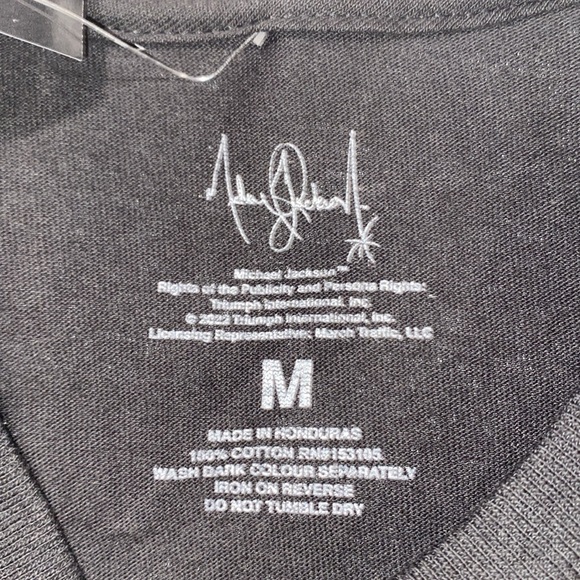 Michael Jackson™
Rights of the Publicity and Persona Rights:
Triumph International, Inc.
© 2022 Triumph International, Inc.
Licensing Representative: Merch Traffic, LLC
M
MADE IN HONDURAS
100% COTTON RN#153105
WASH DARK COLOUR SEPARATELY
IRON ON REVERSE
DO NOT TUMBLE DRY